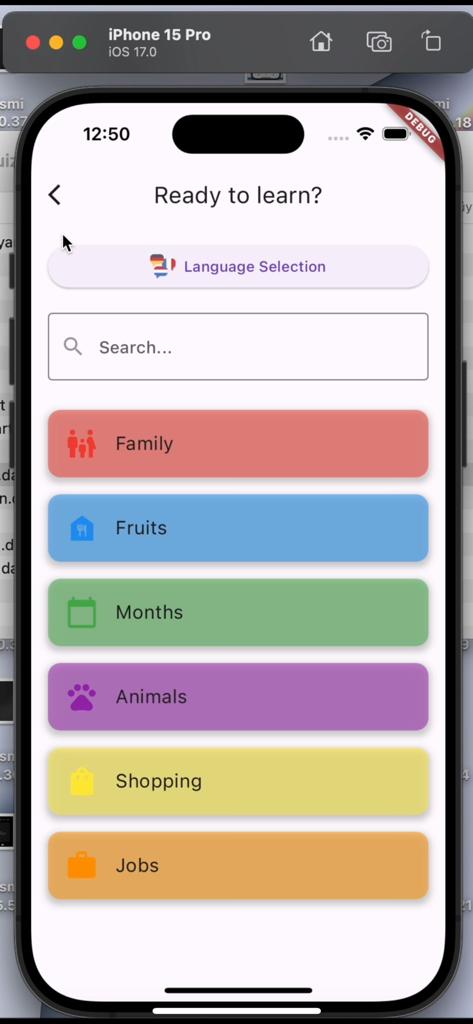 iPhone 15 Pro
iOS 17.0
12:50
DEBUG
Ready to learn?
Language Selection
Search...
Family
Fruits
Months
Animals
Shopping
Jobs